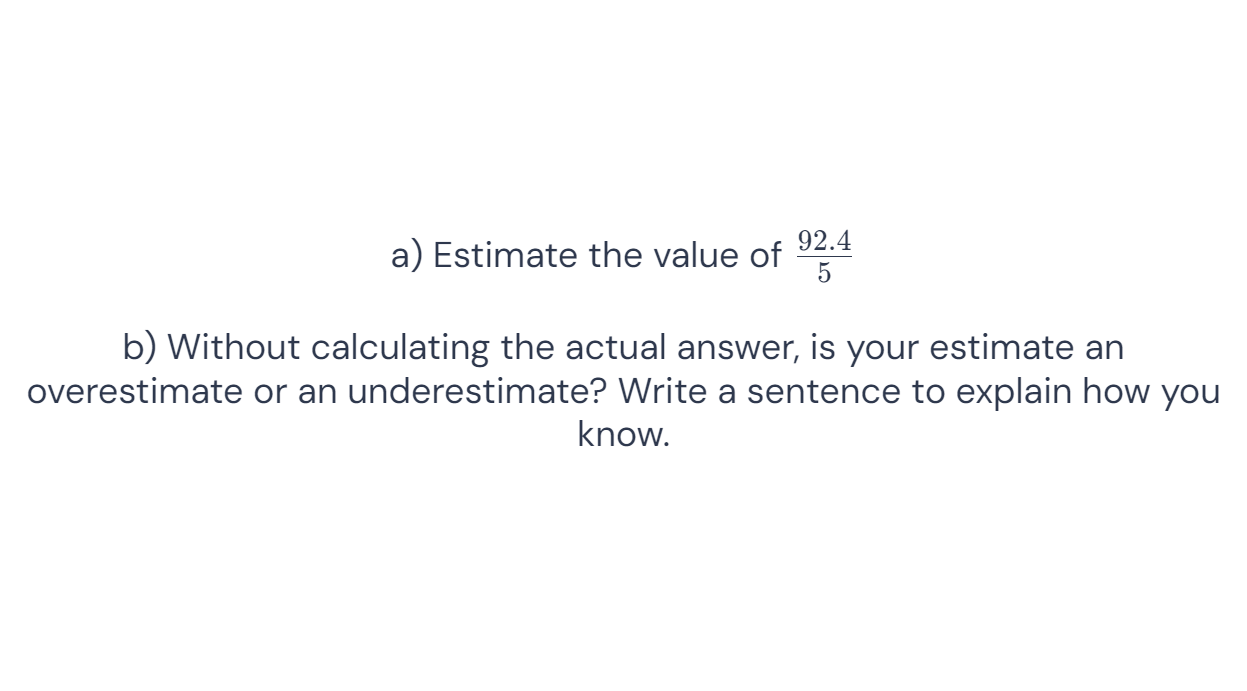 a) Estimate the value of \frac{92.4}{5}
b) Without calculating the actual answer, is your estimate an
overestimate or an underestimate? Write a sentence to explain how you
know.